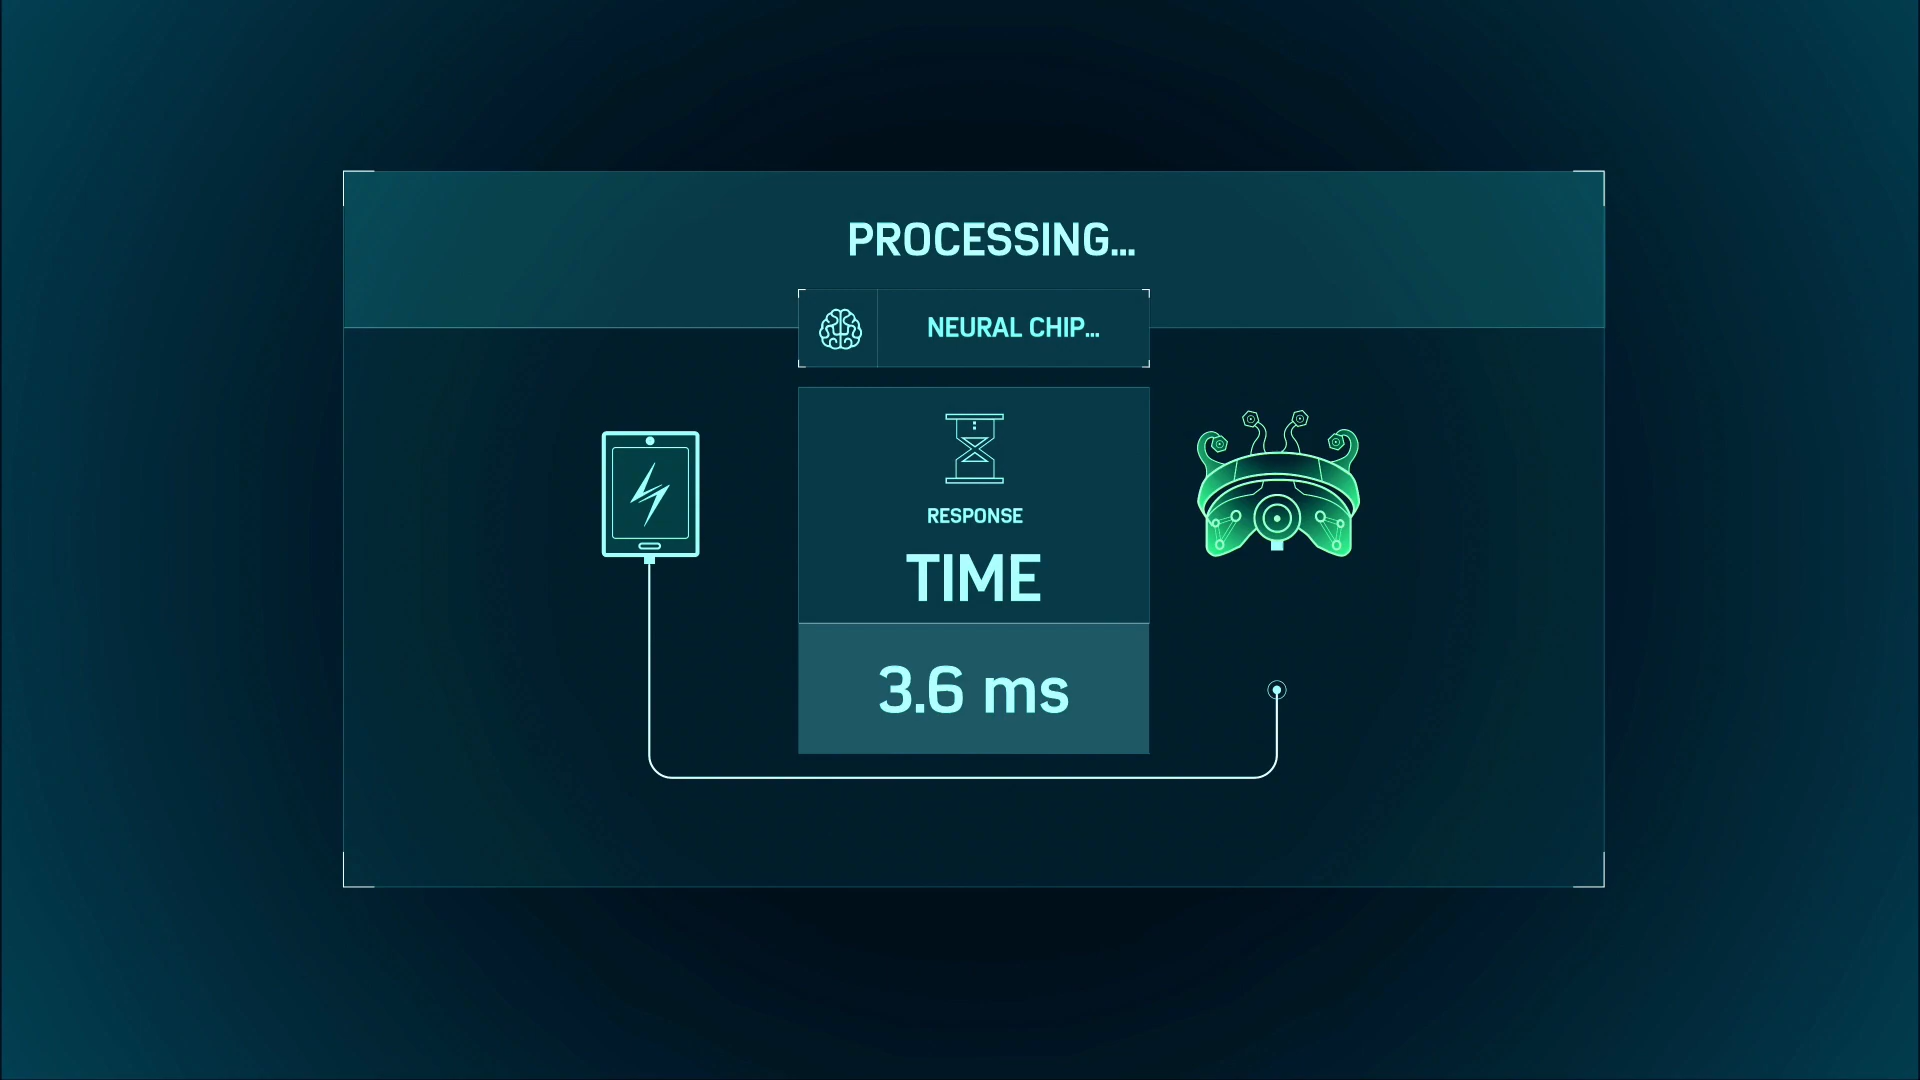 PROCESSING...
NEURAL CHIP...
RESPONSE
TIME
3.6 ms